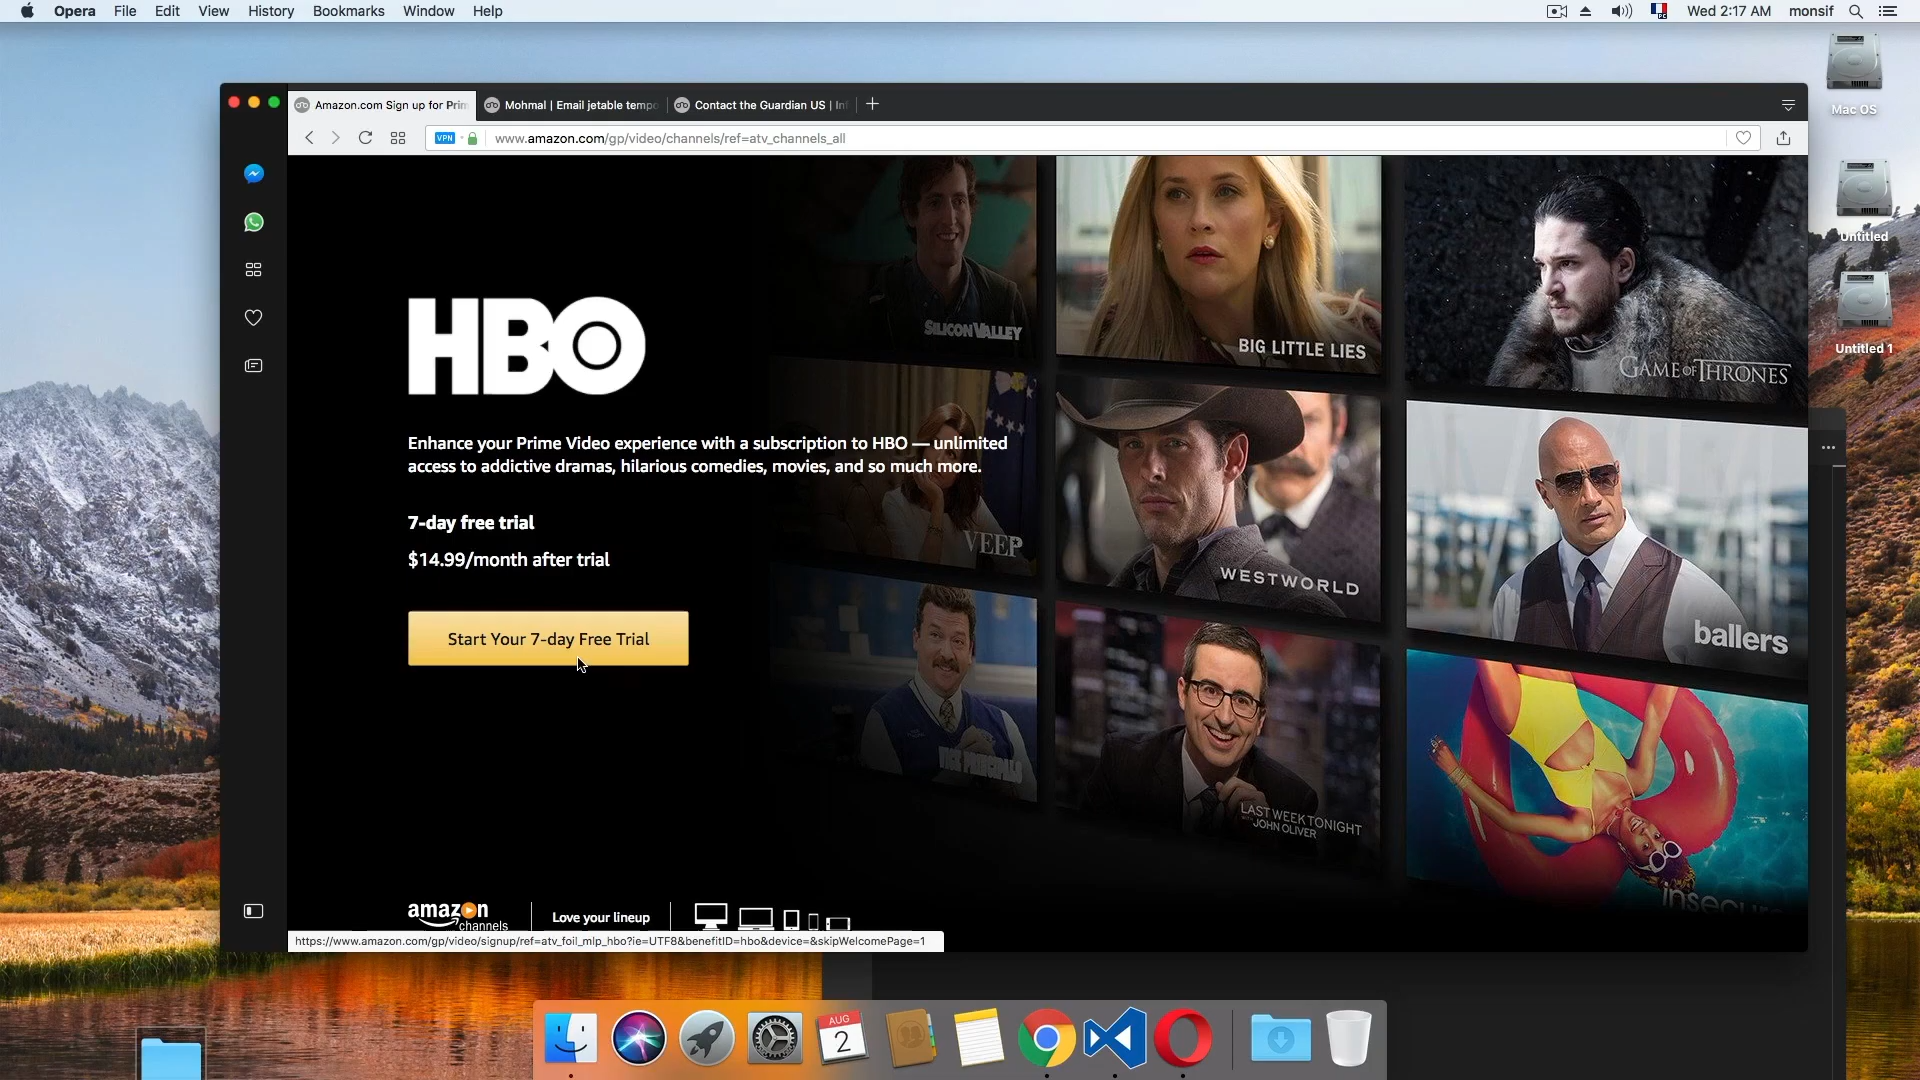 Opera File Edit View History Bookmarks Window Help
Wed 2:17 AM monsif
Mac OS
Untitled
Untitled 1
Amazon.com Sign up for Prim
Mohmal | Email jetable tempo
Contact the Guardian US | In
VPN
www.amazon.com/gp/video/channels/ref=atv_channels_all
HBO
Enhance your Prime Video experience with a subscription to HBO — unlimited
access to addictive dramas, hilarious comedies, movies, and so much more.
7-day free trial
$14.99/month after trial
Start Your 7-day Free Trial
SILICON VALLEY
BIG LITTLE LIES
GAME OF THRONES
VEEP
WESTWORLD
ballers
VICE PRINCIPALS
LAST WEEK TONIGHT
WITH JOHN OLIVER
insecure
amazon
channels
Love your lineup
https://www.amazon.com/gp/video/signup/ref=atv_foil_mlp_hbo?ie=UTF8&benefitID=hbo&device=&skipWelcomePage=1
AUG
2